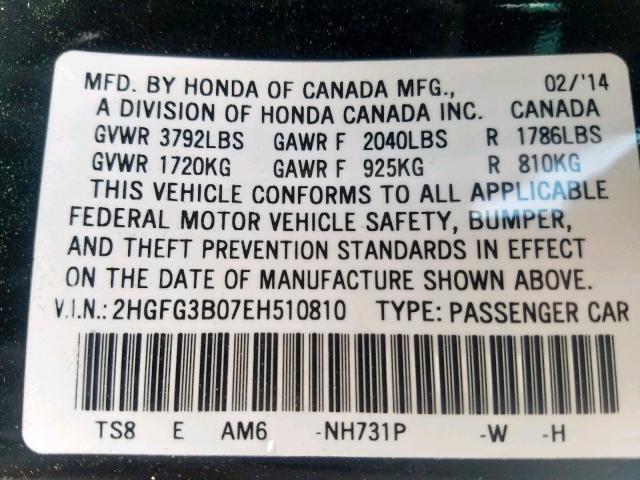 MFD. BY HONDA OF CANADA MFG., 02/'14
A DIVISION OF HONDA CANADA INC. CANADA
GVWR 3792LBS GAWR F 2040LBS R 1786LBS
GVWR 1720KG GAWR F 925KG R 810KG
THIS VEHICLE CONFORMS TO ALL APPLICABLE
FEDERAL MOTOR VEHICLE SAFETY, BUMPER,
AND THEFT PREVENTION STANDARDS IN EFFECT
ON THE DATE OF MANUFACTURE SHOWN ABOVE.
V.I.N.: 2HGFG3B07EH510810 TYPE: PASSENGER CAR
TS8 E AM6 -NH731P -W -H